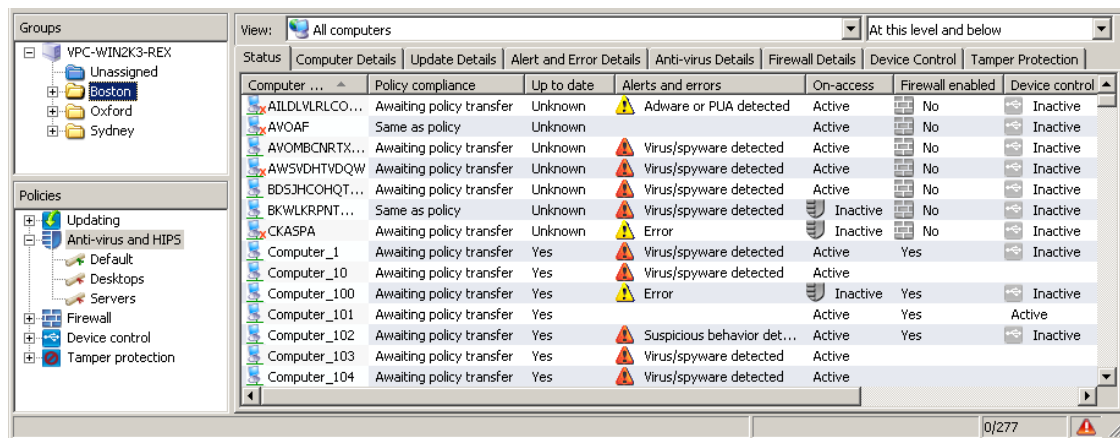 Groups
VPC-WIN2K3-REX
Unassigned
Boston
Oxford
Sydney
Policies
Updating
Anti-virus and HIPS
Default
Desktops
Servers
Firewall
Device control
Tamper protection
View: All computers At this level and below
Status Computer Details Update Details Alert and Error Details Anti-virus Details Firewall Details Device Control Tamper Protection
Computer ... Policy compliance Up to date Alerts and errors On-access Firewall enabled Device control
AILDLVLRLCO... Awaiting policy transfer Unknown Adware or PUA detected Active No Inactive
AVOAF Same as policy Unknown Active No Inactive
AVOMBCNRTX... Awaiting policy transfer Unknown Virus/spyware detected Active No Inactive
AWSVDHTVDQW Awaiting policy transfer Unknown Virus/spyware detected Active No Inactive
BDSJHCOHQT... Awaiting policy transfer Unknown Virus/spyware detected Active No Inactive
BKWLKRPNT... Same as policy Unknown Virus/spyware detected Inactive No Inactive
CKASPA Awaiting policy transfer Unknown Error Inactive No Inactive
Computer_1 Awaiting policy transfer Yes Virus/spyware detected Active Yes Inactive
Computer_10 Awaiting policy transfer Yes Virus/spyware detected Active
Computer_100 Awaiting policy transfer Yes Error Inactive Yes Inactive
Computer_101 Awaiting policy transfer Yes Active Yes Active
Computer_102 Awaiting policy transfer Yes Suspicious behavior det... Active Yes Inactive
Computer_103 Awaiting policy transfer Yes Virus/spyware detected Active
Computer_104 Awaiting policy transfer Yes Virus/spyware detected Active
0/277